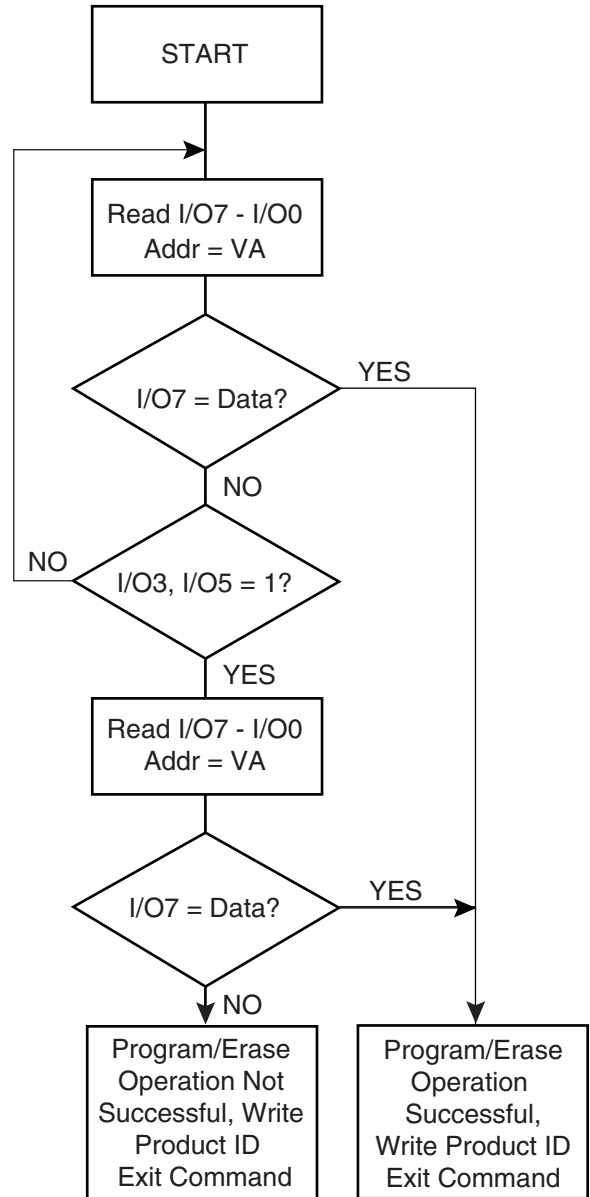 START
Read I/O7 - I/O0
Addr = VA
I/O7 = Data?
YES
NO
NO
I/O3, I/O5 = 1?
YES
Read I/O7 - I/O0
Addr = VA
I/O7 = Data?
YES
NO
Program/Erase
Operation Not
Successful, Write
Product ID
Exit Command
Program/Erase
Operation
Successful,
Write Product ID
Exit Command